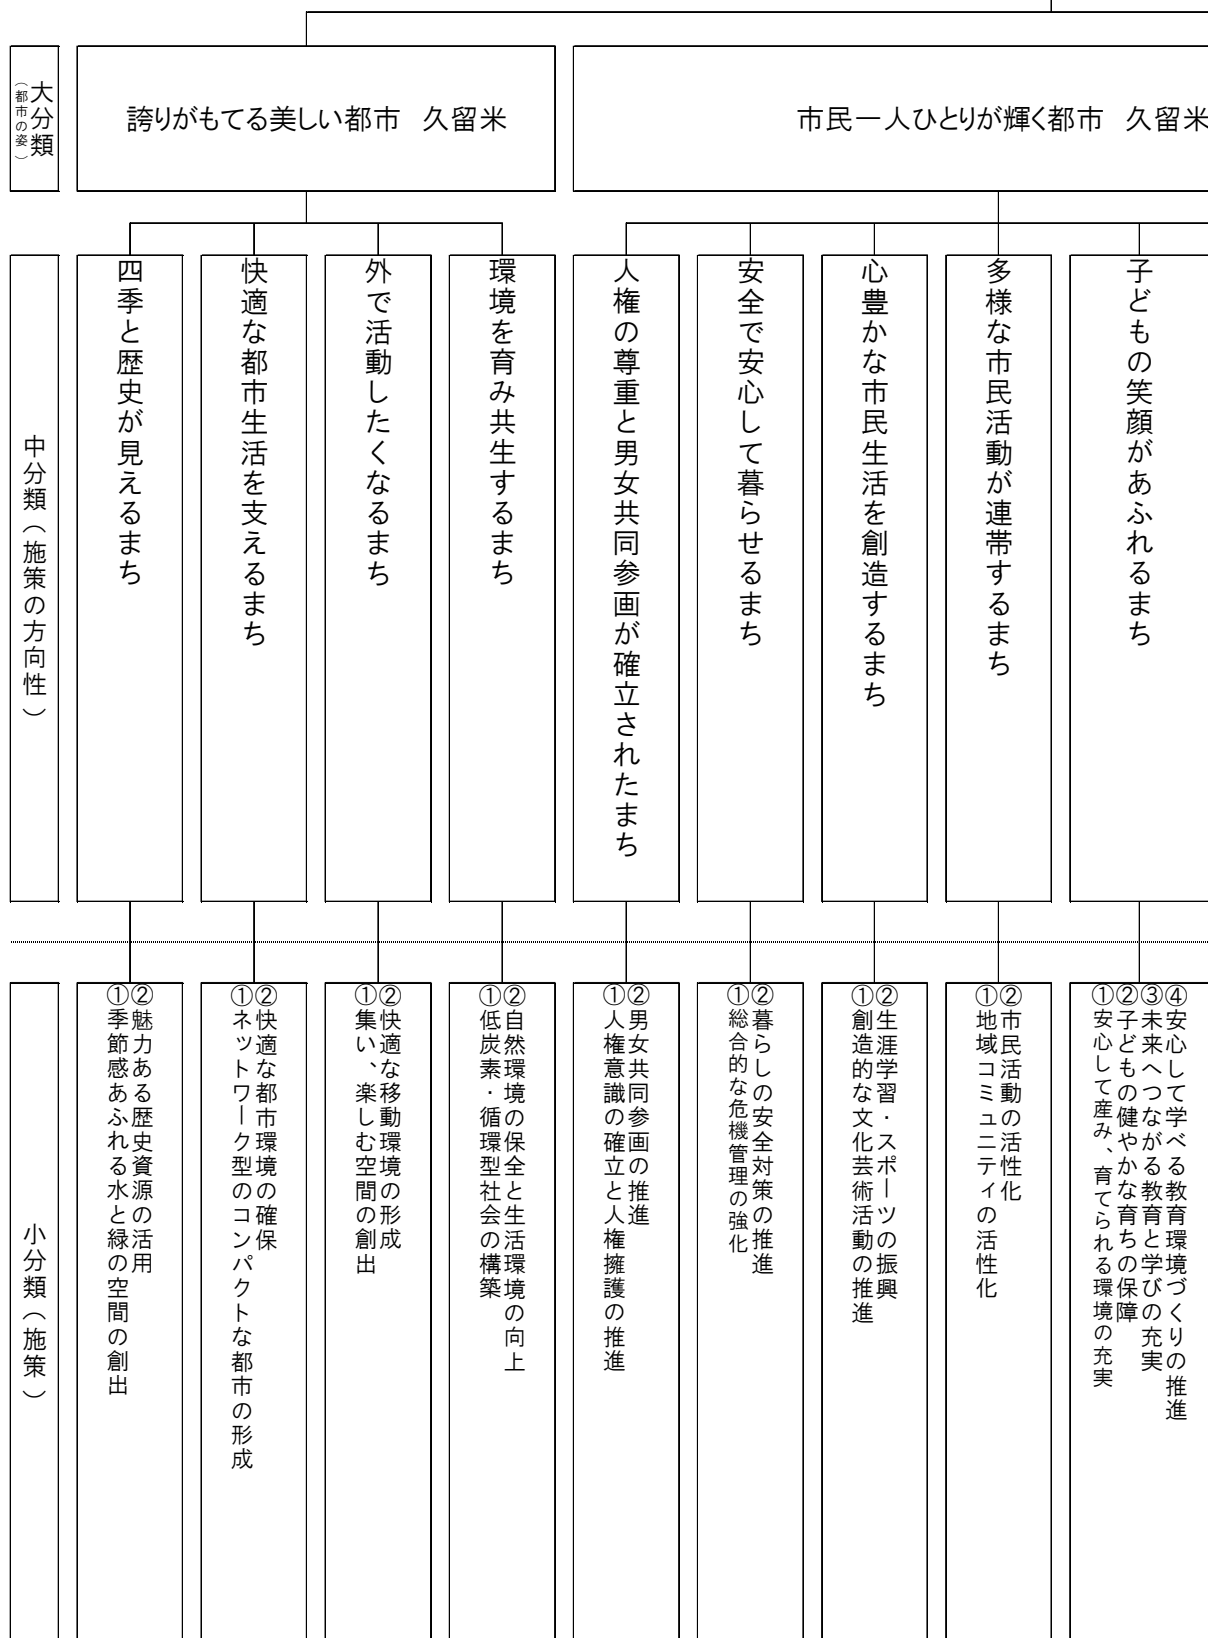 大分類
（都市の姿）
誇りがもてる美しい都市　久留米
市民一人ひとりが輝く都市　久留米
中分類（施策の方向性）
四季と歴史が見えるまち
快適な都市生活を支えるまち
外で活動したくなるまち
環境を育み共生するまち
人権の尊重と男女共同参画が確立されたまち
安全で安心して暮らせるまち
心豊かな市民生活を創造するまち
多様な市民活動が連帯するまち
子どもの笑顔があふれるまち
小分類（施策）
①季節感あふれる水と緑の空間の創出
②魅力ある歴史資源の活用
①ネットワーク型のコンパクトな都市の形成
②快適な都市環境の確保
①集い、楽しむ空間の創出
②快適な移動環境の形成
①低炭素・循環型社会の構築
②自然環境の保全と生活環境の向上
①人権意識の確立と人権擁護の推進
②男女共同参画の推進
①総合的な危機管理の強化
②暮らしの安全対策の推進
①創造的な文化芸術活動の推進
②生涯学習・スポーツの振興
①地域コミュニティの活性化
②市民活動の活性化
①安心して産み、育てられる環境の充実
②子どもの健やかな育ちの保障
③未来へつながる教育と学びの充実
④安心して学べる教育環境づくりの推進